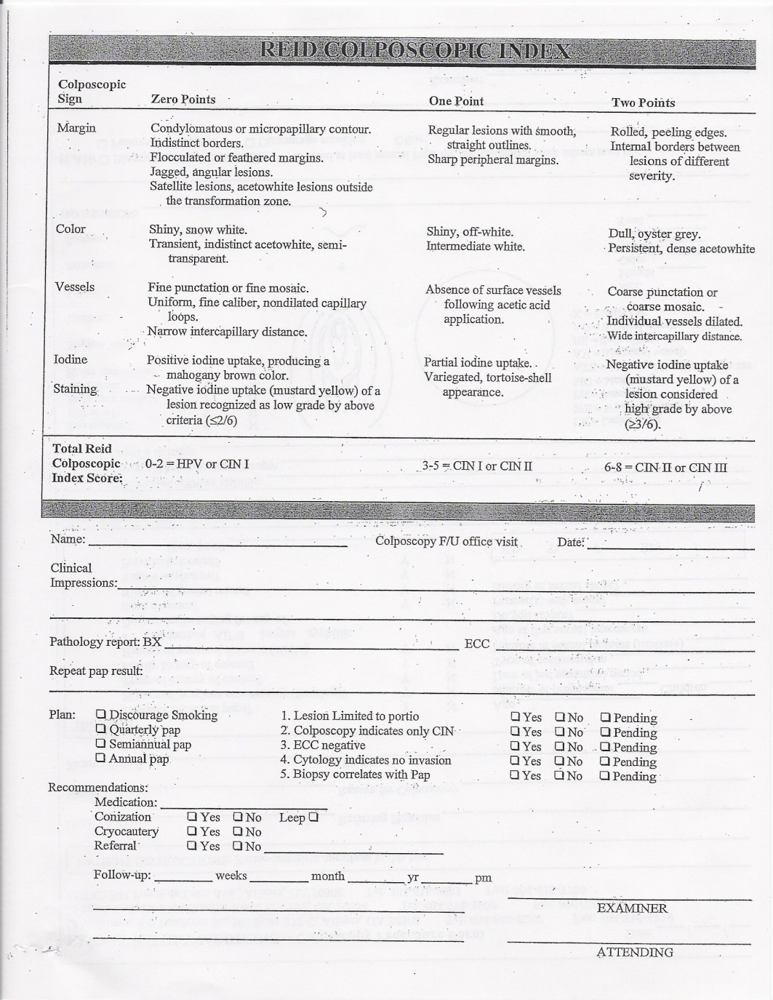 REID COLPOSCOPIC INDEX
Colposcopic
Sign Zero Points One Point Two Points
Margin Condylomatous or micropapillary contour. Regular lesions with smooth, Rolled, peeling edges.
Indistinct borders. straight outlines. Internal borders between
Flocculated or feathered margins. Sharp peripheral margins. lesions of different
Jagged, angular lesions. severity.
Satellite lesions, acetowhite lesions outside
the transformation zone.
Color Shiny, snow white. Shiny, off-white. Dull, oyster grey.
Transient, indistinct acetowhite, semi- Intermediate white. Persistent, dense acetowhite
transparent.
Vessels Fine punctation or fine mosaic. Absence of surface vessels Coarse punctation or
Uniform, fine caliber, nondilated capillary following acetic acid coarse mosaic.
loops. application. Individual vessels dilated.
Narrow intercapillary distance. Wide intercapillary distance.
Iodine Positive iodine uptake, producing a Partial iodine uptake. Negative iodine uptake
mahogany brown color. Variegated, tortoise-shell (mustard yellow) of a
Staining Negative iodine uptake (mustard yellow) of a appearance. lesion considered
lesion recognized as low grade by above high grade by above
criteria (≤2/6) (≥3/6).
Total Reid
Colposcopic 0-2 = HPV or CIN I 3-5 = CIN I or CIN II 6-8 = CIN II or CIN III
Index Score:
Name: Colposcopy F/U office visit Date:
Clinical
Impressions:
Pathology report: BX ECC
Repeat pap result:
Plan: ❏ Discourage Smoking 1. Lesion Limited to portio ❏ Yes ❏ No ❏ Pending
❏ Quarterly pap 2. Colposcopy indicates only CIN ❏ Yes ❏ No ❏ Pending
❏ Semiannual pap 3. ECC negative ❏ Yes ❏ No ❏ Pending
❏ Annual pap 4. Cytology indicates no invasion ❏ Yes ❏ No ❏ Pending
5. Biopsy correlates with Pap ❏ Yes ❏ No ❏ Pending
Recommendations:
Medication:
Conization ❏ Yes ❏ No Leep ❏
Cryocautery ❏ Yes ❏ No
Referral ❏ Yes ❏ No
Follow-up: weeks month yr pm
EXAMINER
ATTENDING